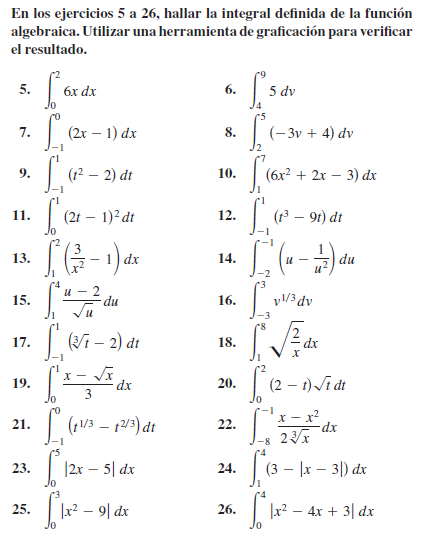 En los ejercicios 5 a 26, hallar la integral definida de la función
algebraica. Utilizar una herramienta de graficación para verificar
el resultado.
5. ∫₀² 6x dx 6. ∫₄⁹ 5 dv
7. ∫₋₁⁰ (2x − 1) dx 8. ∫₂⁵ (−3v + 4) dv
9. ∫₋₁¹ (t² − 2) dt 10. ∫₁⁷ (6x² + 2x − 3) dx
11. ∫₀¹ (2t − 1)² dt 12. ∫₋₁¹ (t³ − 9t) dt
13. ∫₁² (3/x² − 1) dx 14. ∫₋₂⁻¹ (u − 1/u²) du
15. ∫₁⁴ (u − 2)/√u du 16. ∫₋₃³ v^(1/3) dv
17. ∫₋₁¹ (∛t − 2) dt 18. ∫₁⁸ √(2/x) dx
19. ∫₀¹ (x − √x)/3 dx 20. ∫₀² (2 − t)√t dt
21. ∫₋₁⁰ (t^(1/3) − t^(2/3)) dt 22. ∫₋₈⁻¹ (x − x²)/(2∛x) dx
23. ∫₀⁵ |2x − 5| dx 24. ∫₁⁴ (3 − |x − 3|) dx
25. ∫₀³ |x² − 9| dx 26. ∫₀⁴ |x² − 4x + 3| dx